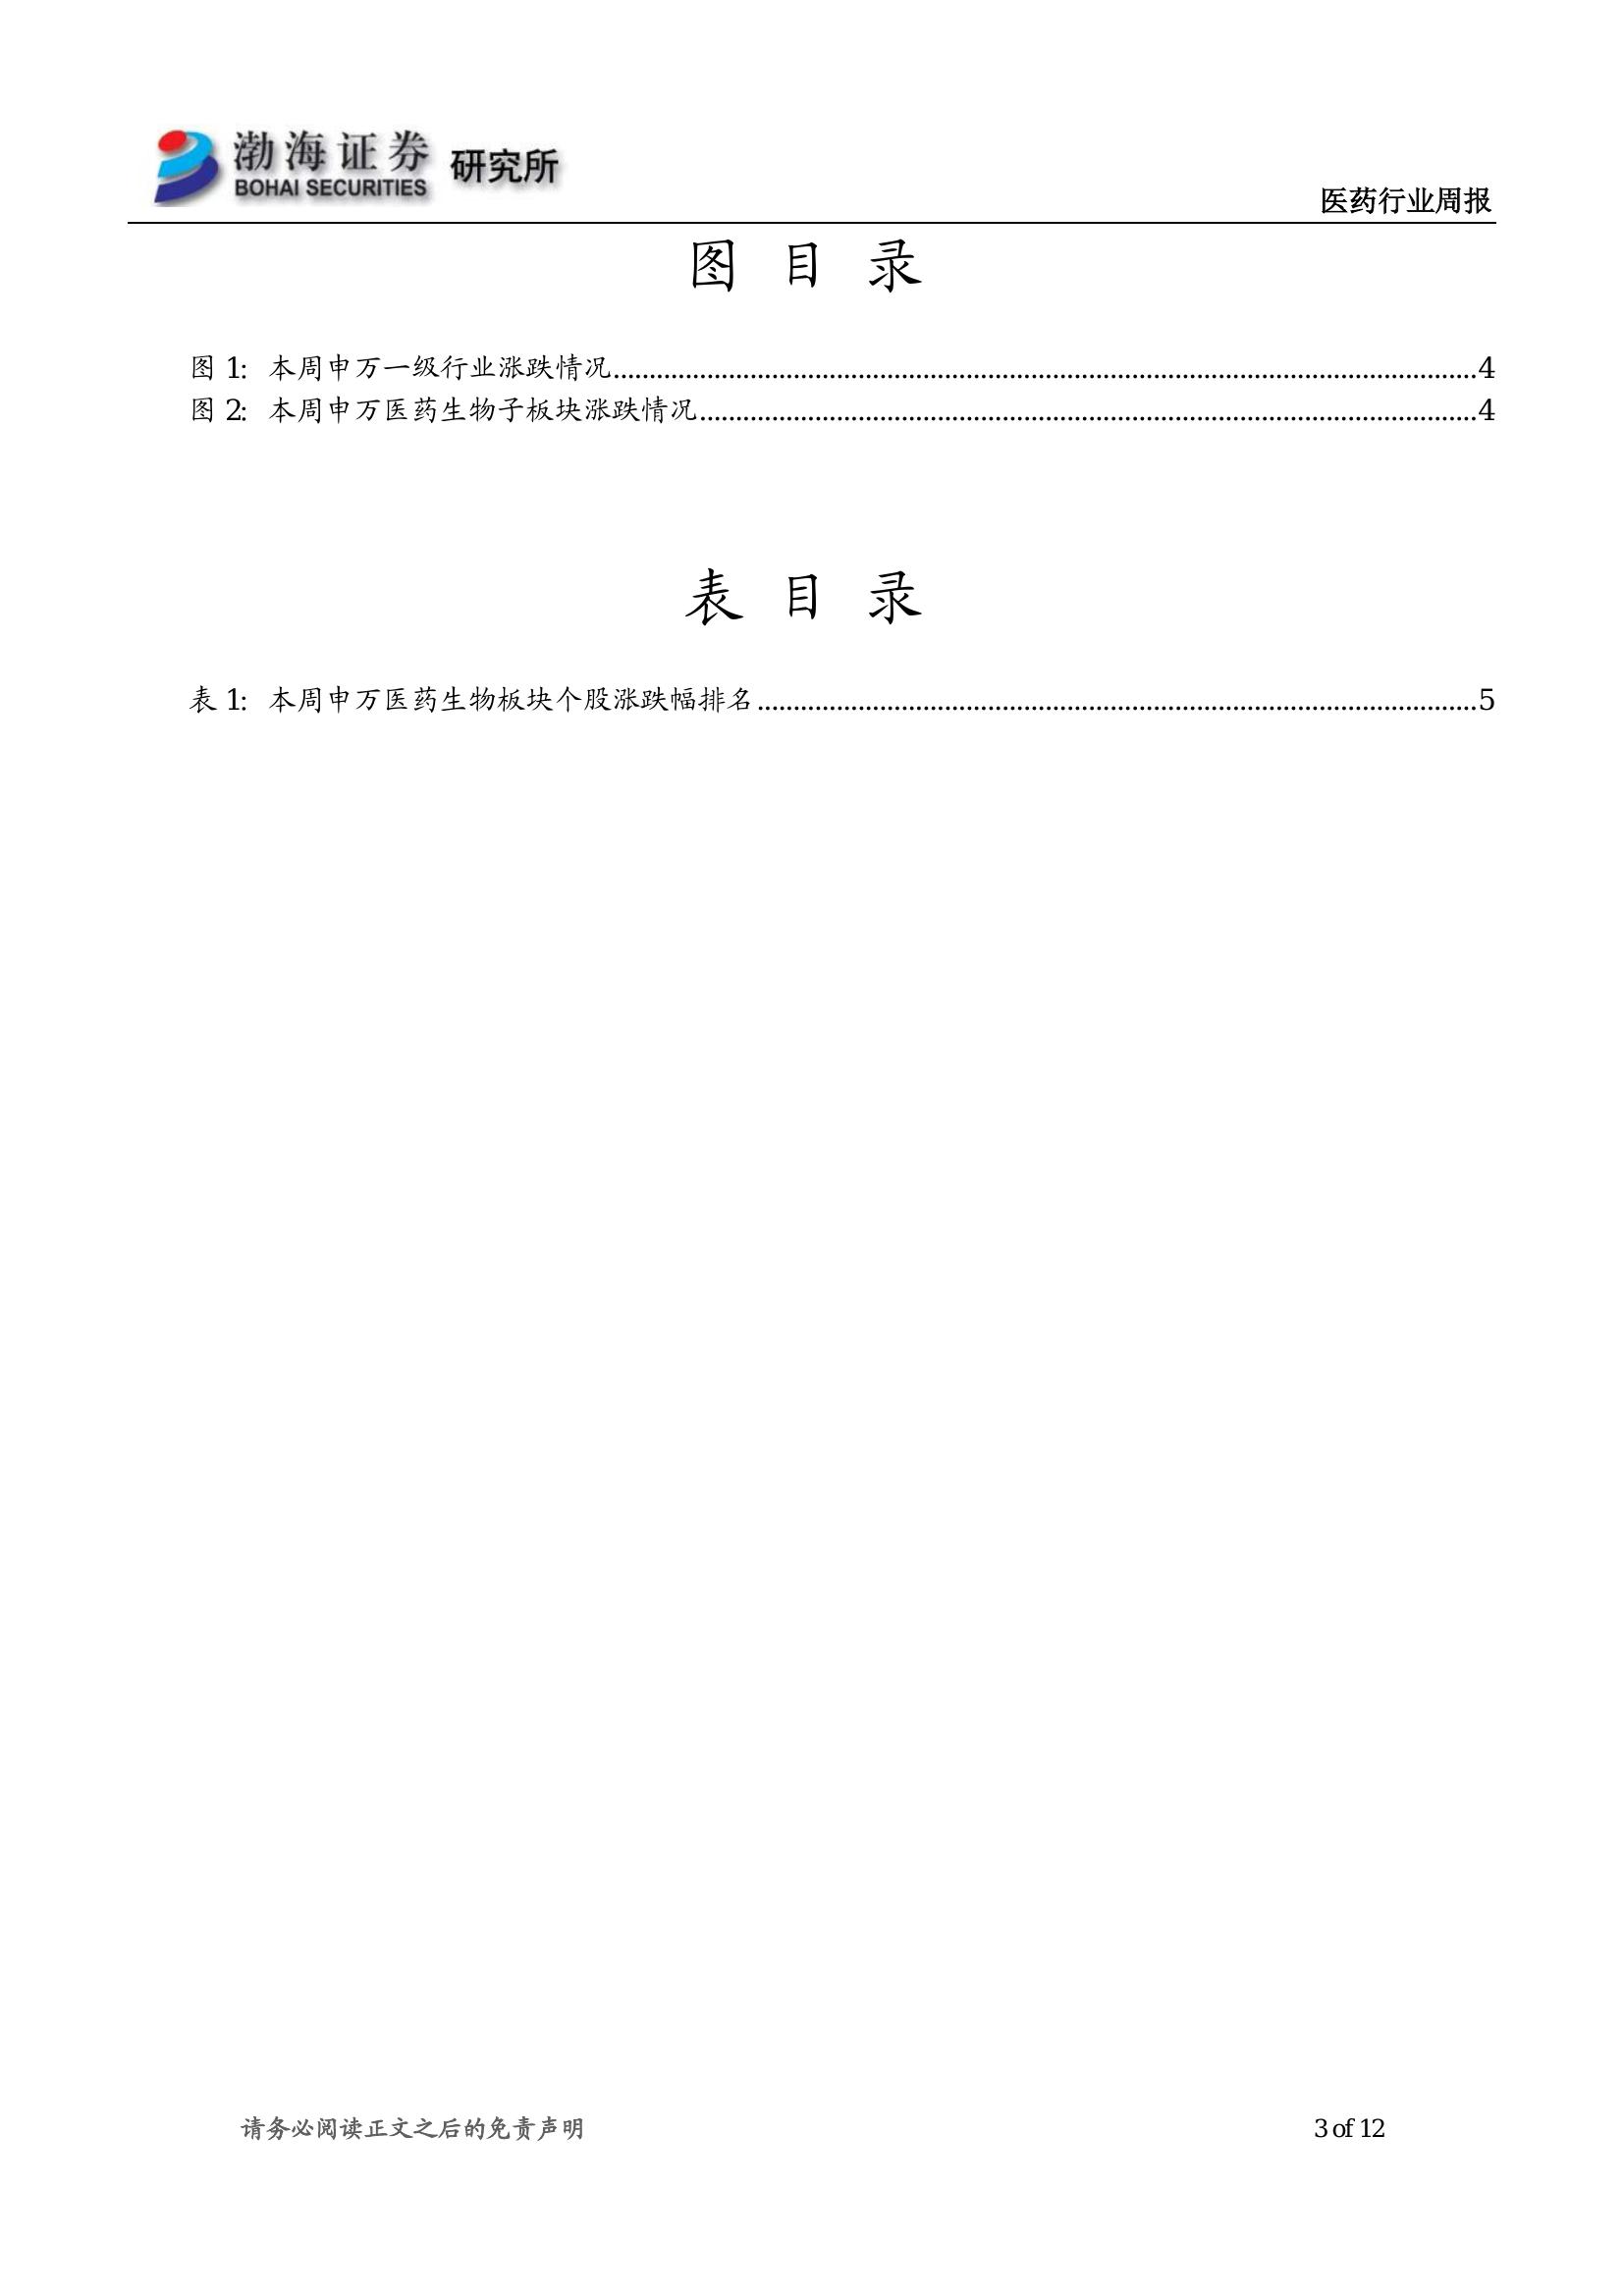 渤海证券 研究所
BOHAI SECURITIES
医药行业周报
图 目 录
图 1: 本周申万一级行业涨跌情况........................................................................................................................4
图 2: 本周申万医药生物子板块涨跌情况............................................................................................................4
表 目 录
表 1: 本周申万医药生物板块个股涨跌幅排名....................................................................................................5
请务必阅读正文之后的免责声明 3 of 12